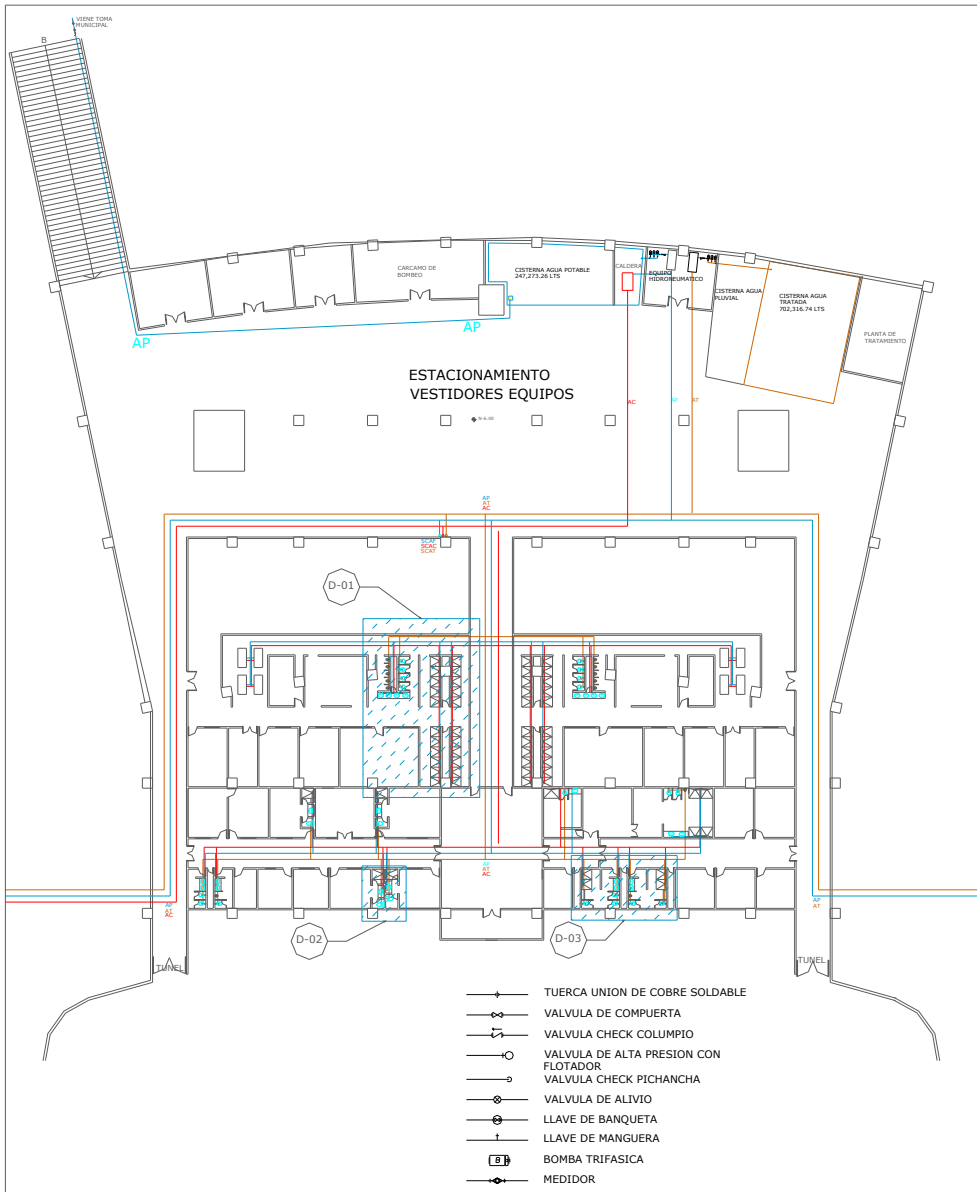 VIENE TOMA
MUNICIPAL
B
CARCAMO DE
BOMBEO
CISTERNA AGUA POTABLE
247,273.26 LTS
CALDERA
EQUIPO
HIDRONEUMATICO
CISTERNA AGUA
PLUVIAL
CISTERNA AGUA
TRATADA
702,316.74 LTS
PLANTA DE
TRATAMIENTO
AP
AP
ESTACIONAMIENTO
VESTIDORES EQUIPOS
AC
AP
AT
N-6.00
AP
AT
AC
SCAF
SCAC
SCAT
D-01
AP
AT
AC
AP
AT
AC
AP
AT
D-02
D-03
TUNEL
TUNEL
TUERCA UNION DE COBRE SOLDABLE
VALVULA DE COMPUERTA
VALVULA CHECK COLUMPIO
VALVULA DE ALTA PRESION CON
FLOTADOR
VALVULA CHECK PICHANCHA
VALVULA DE ALIVIO
LLAVE DE BANQUETA
LLAVE DE MANGUERA
B
BOMBA TRIFASICA
MEDIDOR